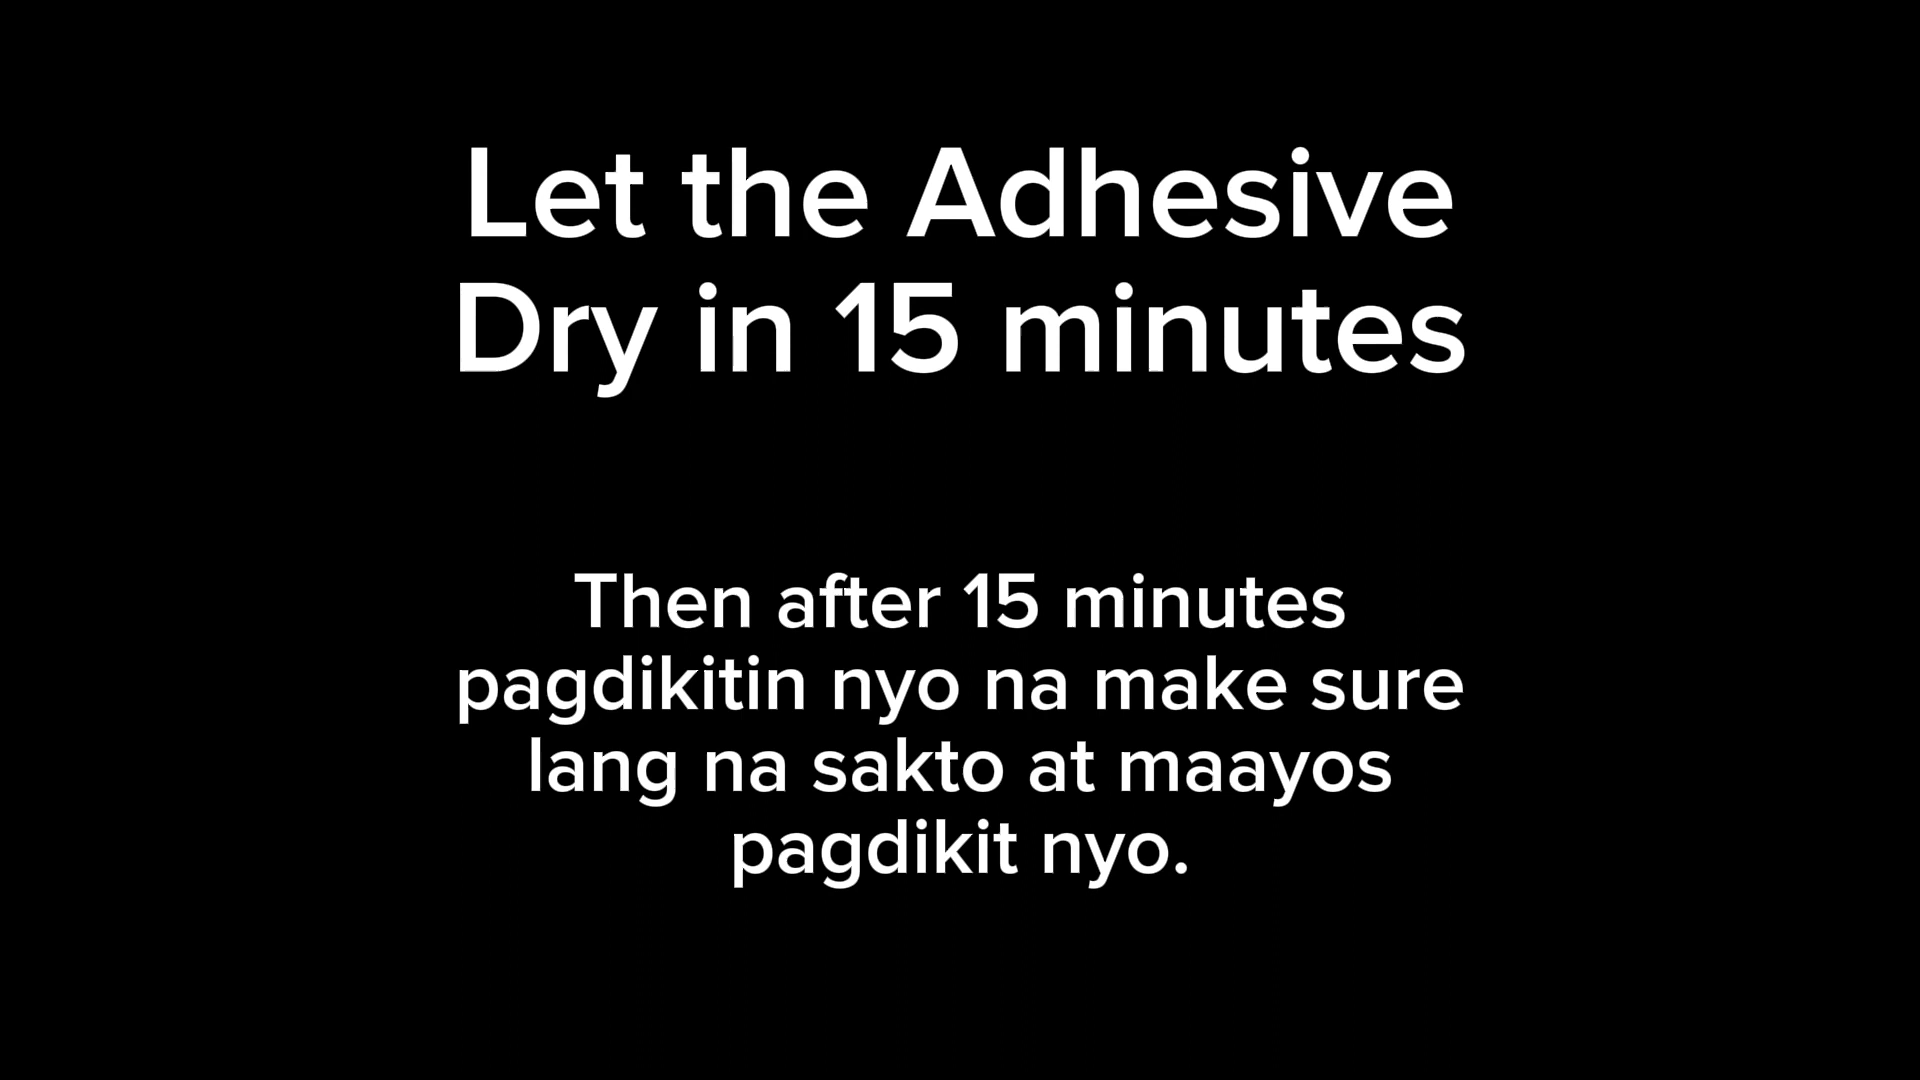 Let the Adhesive
Dry in 15 minutes
Then after 15 minutes
pagdikitin nyo na make sure
lang na sakto at maayos
pagdikit nyo.